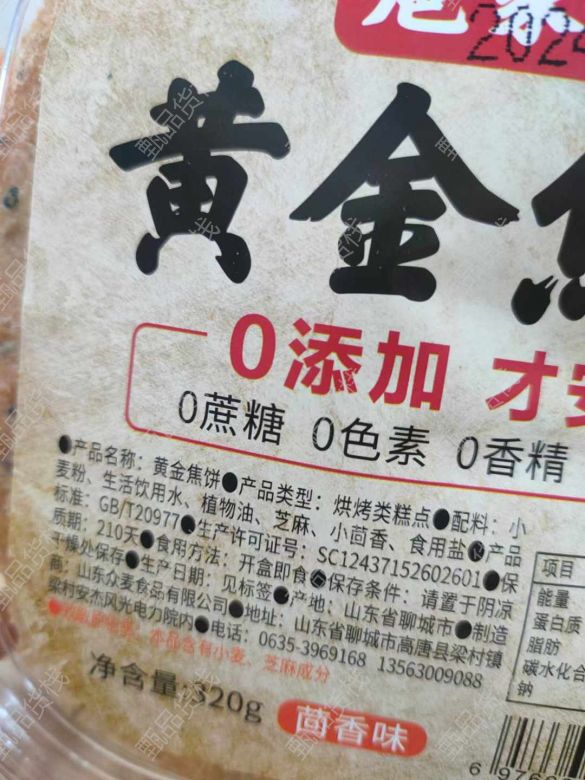 2024
黄金
0添加 才安
0蔗糖 0色素 0香精
●产品名称：黄金焦饼●产品类型：烘烤类糕点●配料：小
麦粉、生活饮用水、植物油、芝麻、小茴香、食用盐●产品
标准：GB/T20977●生产许可证号：SC12437152602601●保
质期：210天●食用方法：开盒即食●保存条件：请置于阴凉
干燥处保存●生产日期：见标签●产地：山东省聊城市●制造
商：山东众麦食品有限公司●地址：山东省聊城市高唐县梁村镇
梁村安杰风光电力院内●电话：0635-3969168 13563009088
本品含有小麦、芝麻成分
净含量：320g
茴香味
项目
能量
蛋白质
脂肪
碳水化合
钠
甄品货栈